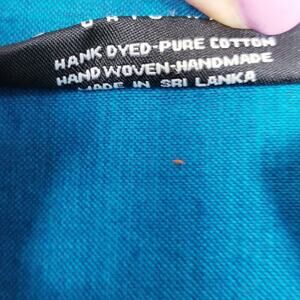 HANK DYED-PURE COTTON
HAND WOVEN-HANDMADE
MADE IN SRI LANKA